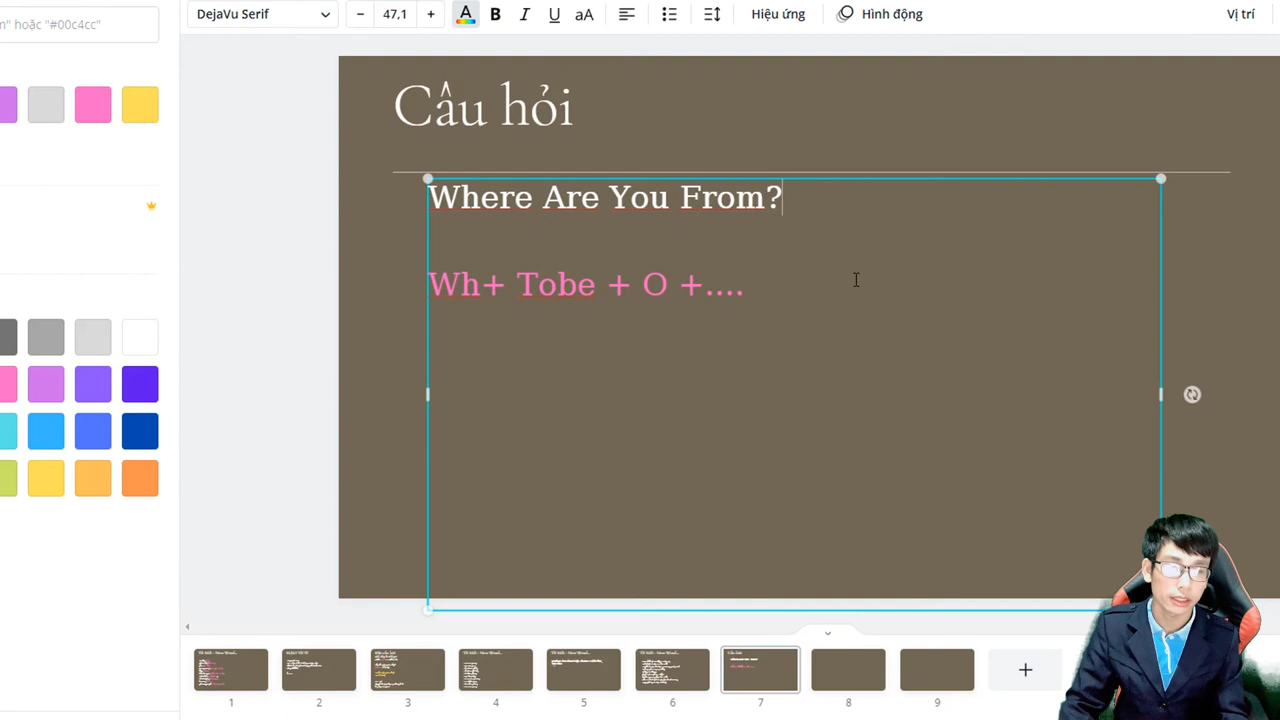 m" hoặc "#00c4cc"
DejaVu Serif
− 47,1 +
A B I U aA
Hiệu ứng
Hình động
Vị trí
Câu hỏi
Where Are You From?
Wh+ Tobe + O +....
1 2 3 4 5 6 7 8 9